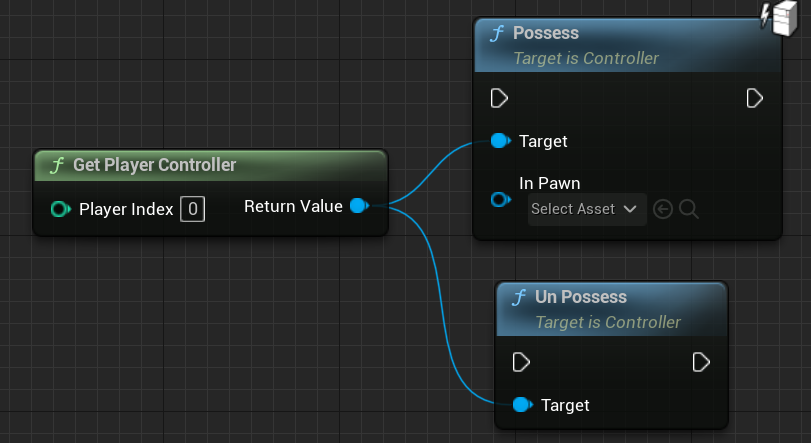 f Possess
Target is Controller
Target
In Pawn
Select Asset
f Get Player Controller
Player Index 0 Return Value
f Un Possess
Target is Controller
Target